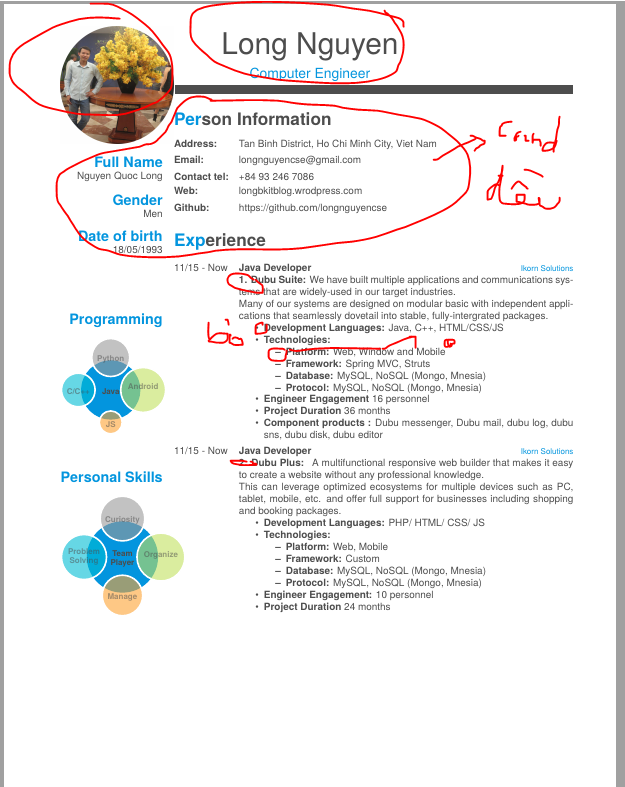 Long Nguyen
Computer Engineer
Person Information
Address: Tan Binh District, Ho Chi Minh City, Viet Nam
Email: longnguyencse@gmail.com
Contact tel: +84 93 246 7086
Web: longbkitblog.wrodpress.com
Github: https://github.com/longnguyencse
Full Name
Nguyen Quoc Long
Gender
Men
Date of birth
18/05/1993
đầu
Experience
11/15 - Now Java Developer Ikorn Solutions
1. Dubu Suite: We have built multiple applications and communications sys-
tems that are widely-used in our target industries.
Many of our systems are designed on modular basic with independent appli-
cations that seamlessly dovetail into stable, fully-intergrated packages.
• Development Languages: Java, C++, HTML/CSS/JS
• Technologies:
– Platform: Web, Window and Mobile
– Framework: Spring MVC, Struts
– Database: MySQL, NoSQL (Mongo, Mnesia)
– Protocol: MySQL, NoSQL (Mongo, Mnesia)
• Engineer Engagement 16 personnel
• Project Duration 36 months
• Component products : Dubu messenger, Dubu mail, dubu log, dubu
sns, dubu disk, dubu editor
bỏ
11/15 - Now Java Developer Ikorn Solutions
2. Dubu Plus: A multifunctional responsive web builder that makes it easy
to create a website without any professional knowledge.
This can leverage optimized ecosystems for multiple devices such as PC,
tablet, mobile, etc. and offer full support for businesses including shopping
and booking packages.
• Development Languages: PHP/ HTML/ CSS/ JS
• Technologies:
– Platform: Web, Mobile
– Framework: Custom
– Database: MySQL, NoSQL (Mongo, Mnesia)
– Protocol: MySQL, NoSQL (Mongo, Mnesia)
• Engineer Engagement: 10 personnel
• Project Duration 24 months
Programming
Python
C/C++ Java Android
JS
Personal Skills
Curiosity
Problem
Solving
Team
Player
Organize
Manage